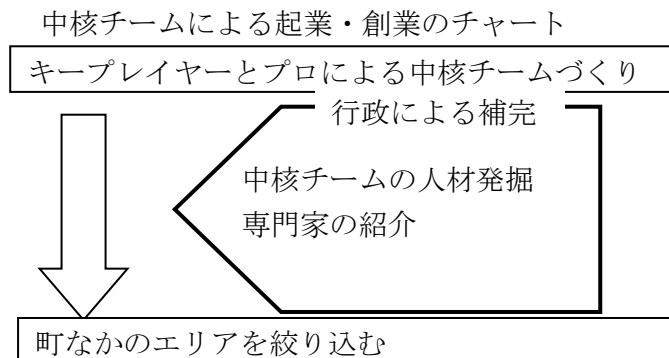 中核チームによる起業・創業のチャート
キープレイヤーとプロによる中核チームづくり
行政による補完
中核チームの人材発掘
専門家の紹介
町なかのエリアを絞り込む